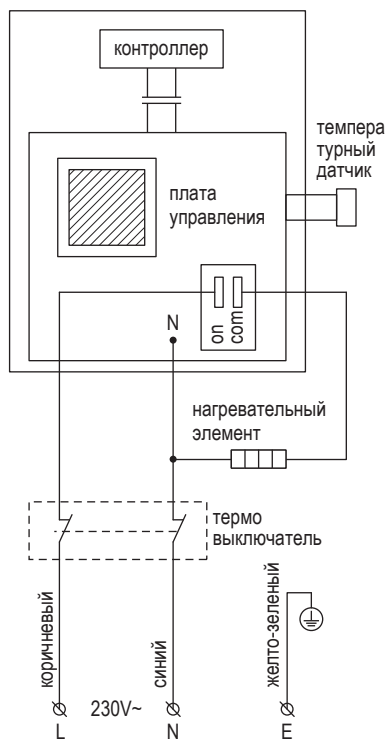 контроллер
темпера
турный
датчик
плата
управления
N
on
com
нагревательный
элемент
термо
выключатель
коричневый
синий
желто-зеленый
230V~
L
N
E